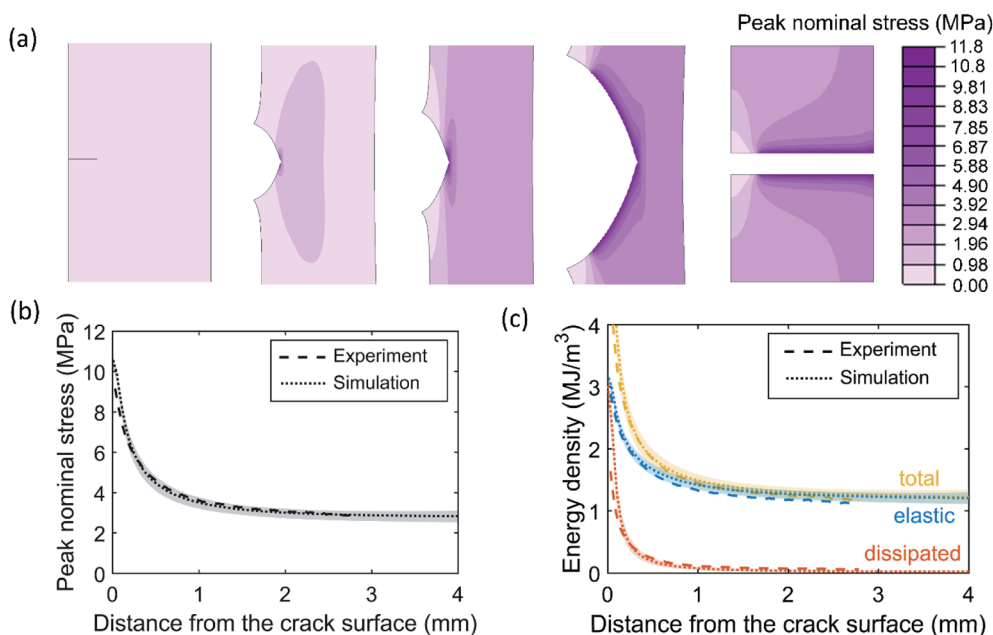 (a)
Peak nominal stress (MPa)
11.8
10.8
9.81
8.83
7.85
6.87
5.88
4.90
3.92
2.94
1.96
0.98
0.00
(b)
Peak nominal stress (MPa)
12
10
8
6
4
2
0
Experiment
Simulation
0 1 2 3 4
Distance from the crack surface (mm)
(c)
Energy density (MJ/m³)
4
3
2
1
0
Experiment
Simulation
total
elastic
dissipated
0 1 2 3 4
Distance from the crack surface (mm)